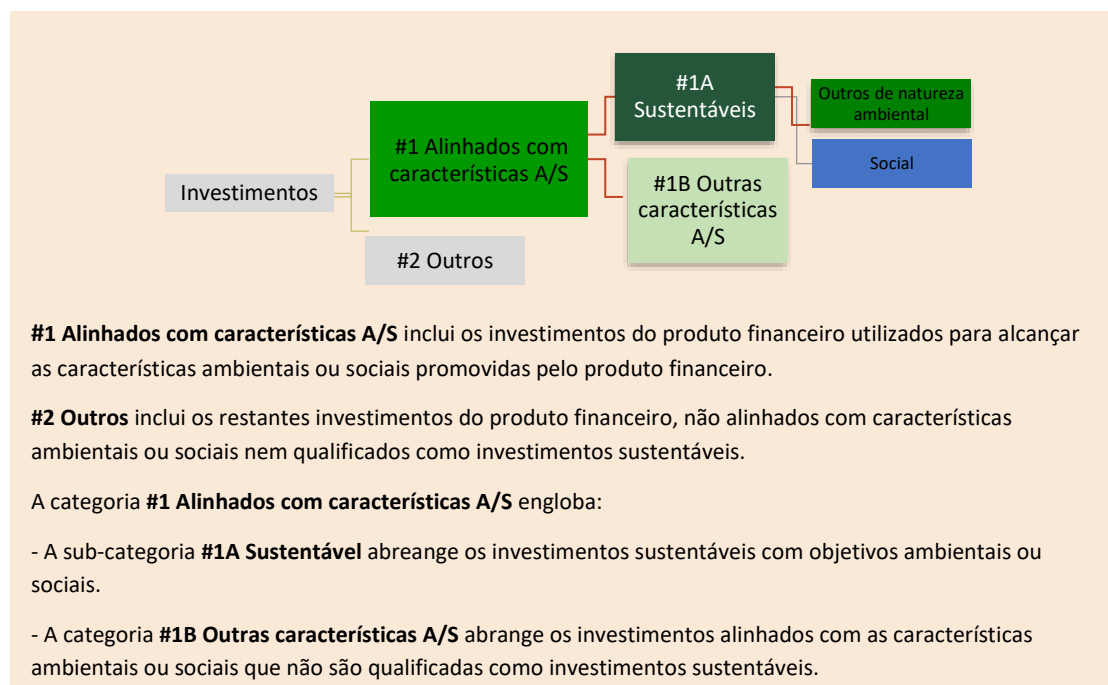 #1A
Sustentáveis
Outros de natureza
ambiental
#1 Alinhados com
características A/S
Social
Investimentos
#1B Outras
características
A/S
#2 Outros
#1 Alinhados com características A/S inclui os investimentos do produto financeiro utilizados para alcançar
as características ambientais ou sociais promovidas pelo produto financeiro.
#2 Outros inclui os restantes investimentos do produto financeiro, não alinhados com características
ambientais ou sociais nem qualificados como investimentos sustentáveis.
A categoria #1 Alinhados com características A/S engloba:
- A sub-categoria #1A Sustentável abreange os investimentos sustentáveis com objetivos ambientais ou
sociais.
- A categoria #1B Outras características A/S abrange os investimentos alinhados com as características
ambientais ou sociais que não são qualificadas como investimentos sustentáveis.